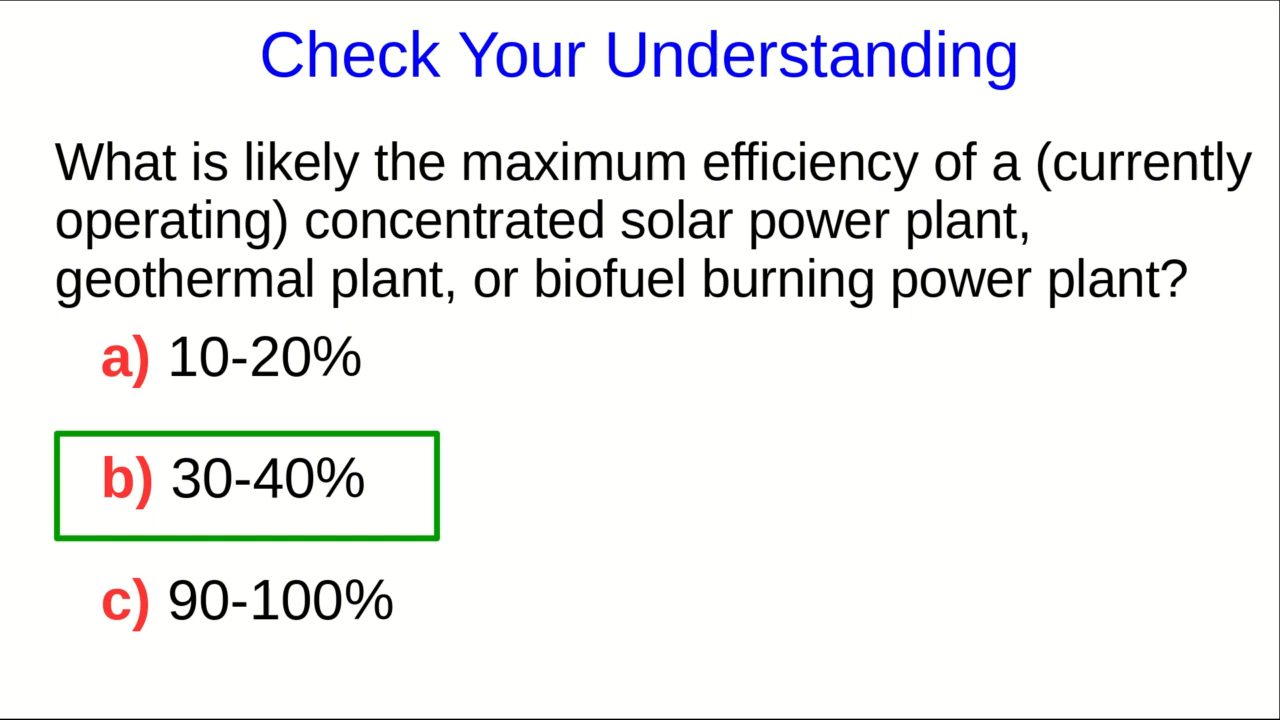 Check Your Understanding
What is likely the maximum efficiency of a (currently
operating) concentrated solar power plant,
geothermal plant, or biofuel burning power plant?
a) 10-20%
b) 30-40%
c) 90-100%